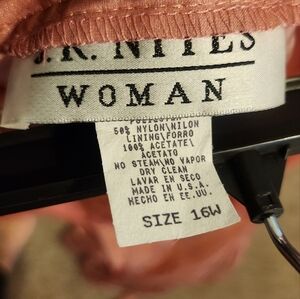 J.R. NITES
WOMAN
POLYESTER
50% NYLON\NILON
LINING\FORRO
100% ACETATE\
ACETATO
NO STEAM\NO VAPOR
DRY CLEAN
LAVAR EN SECO
MADE IN U.S.A.
HECHO EN EE.UU.
SIZE 16W